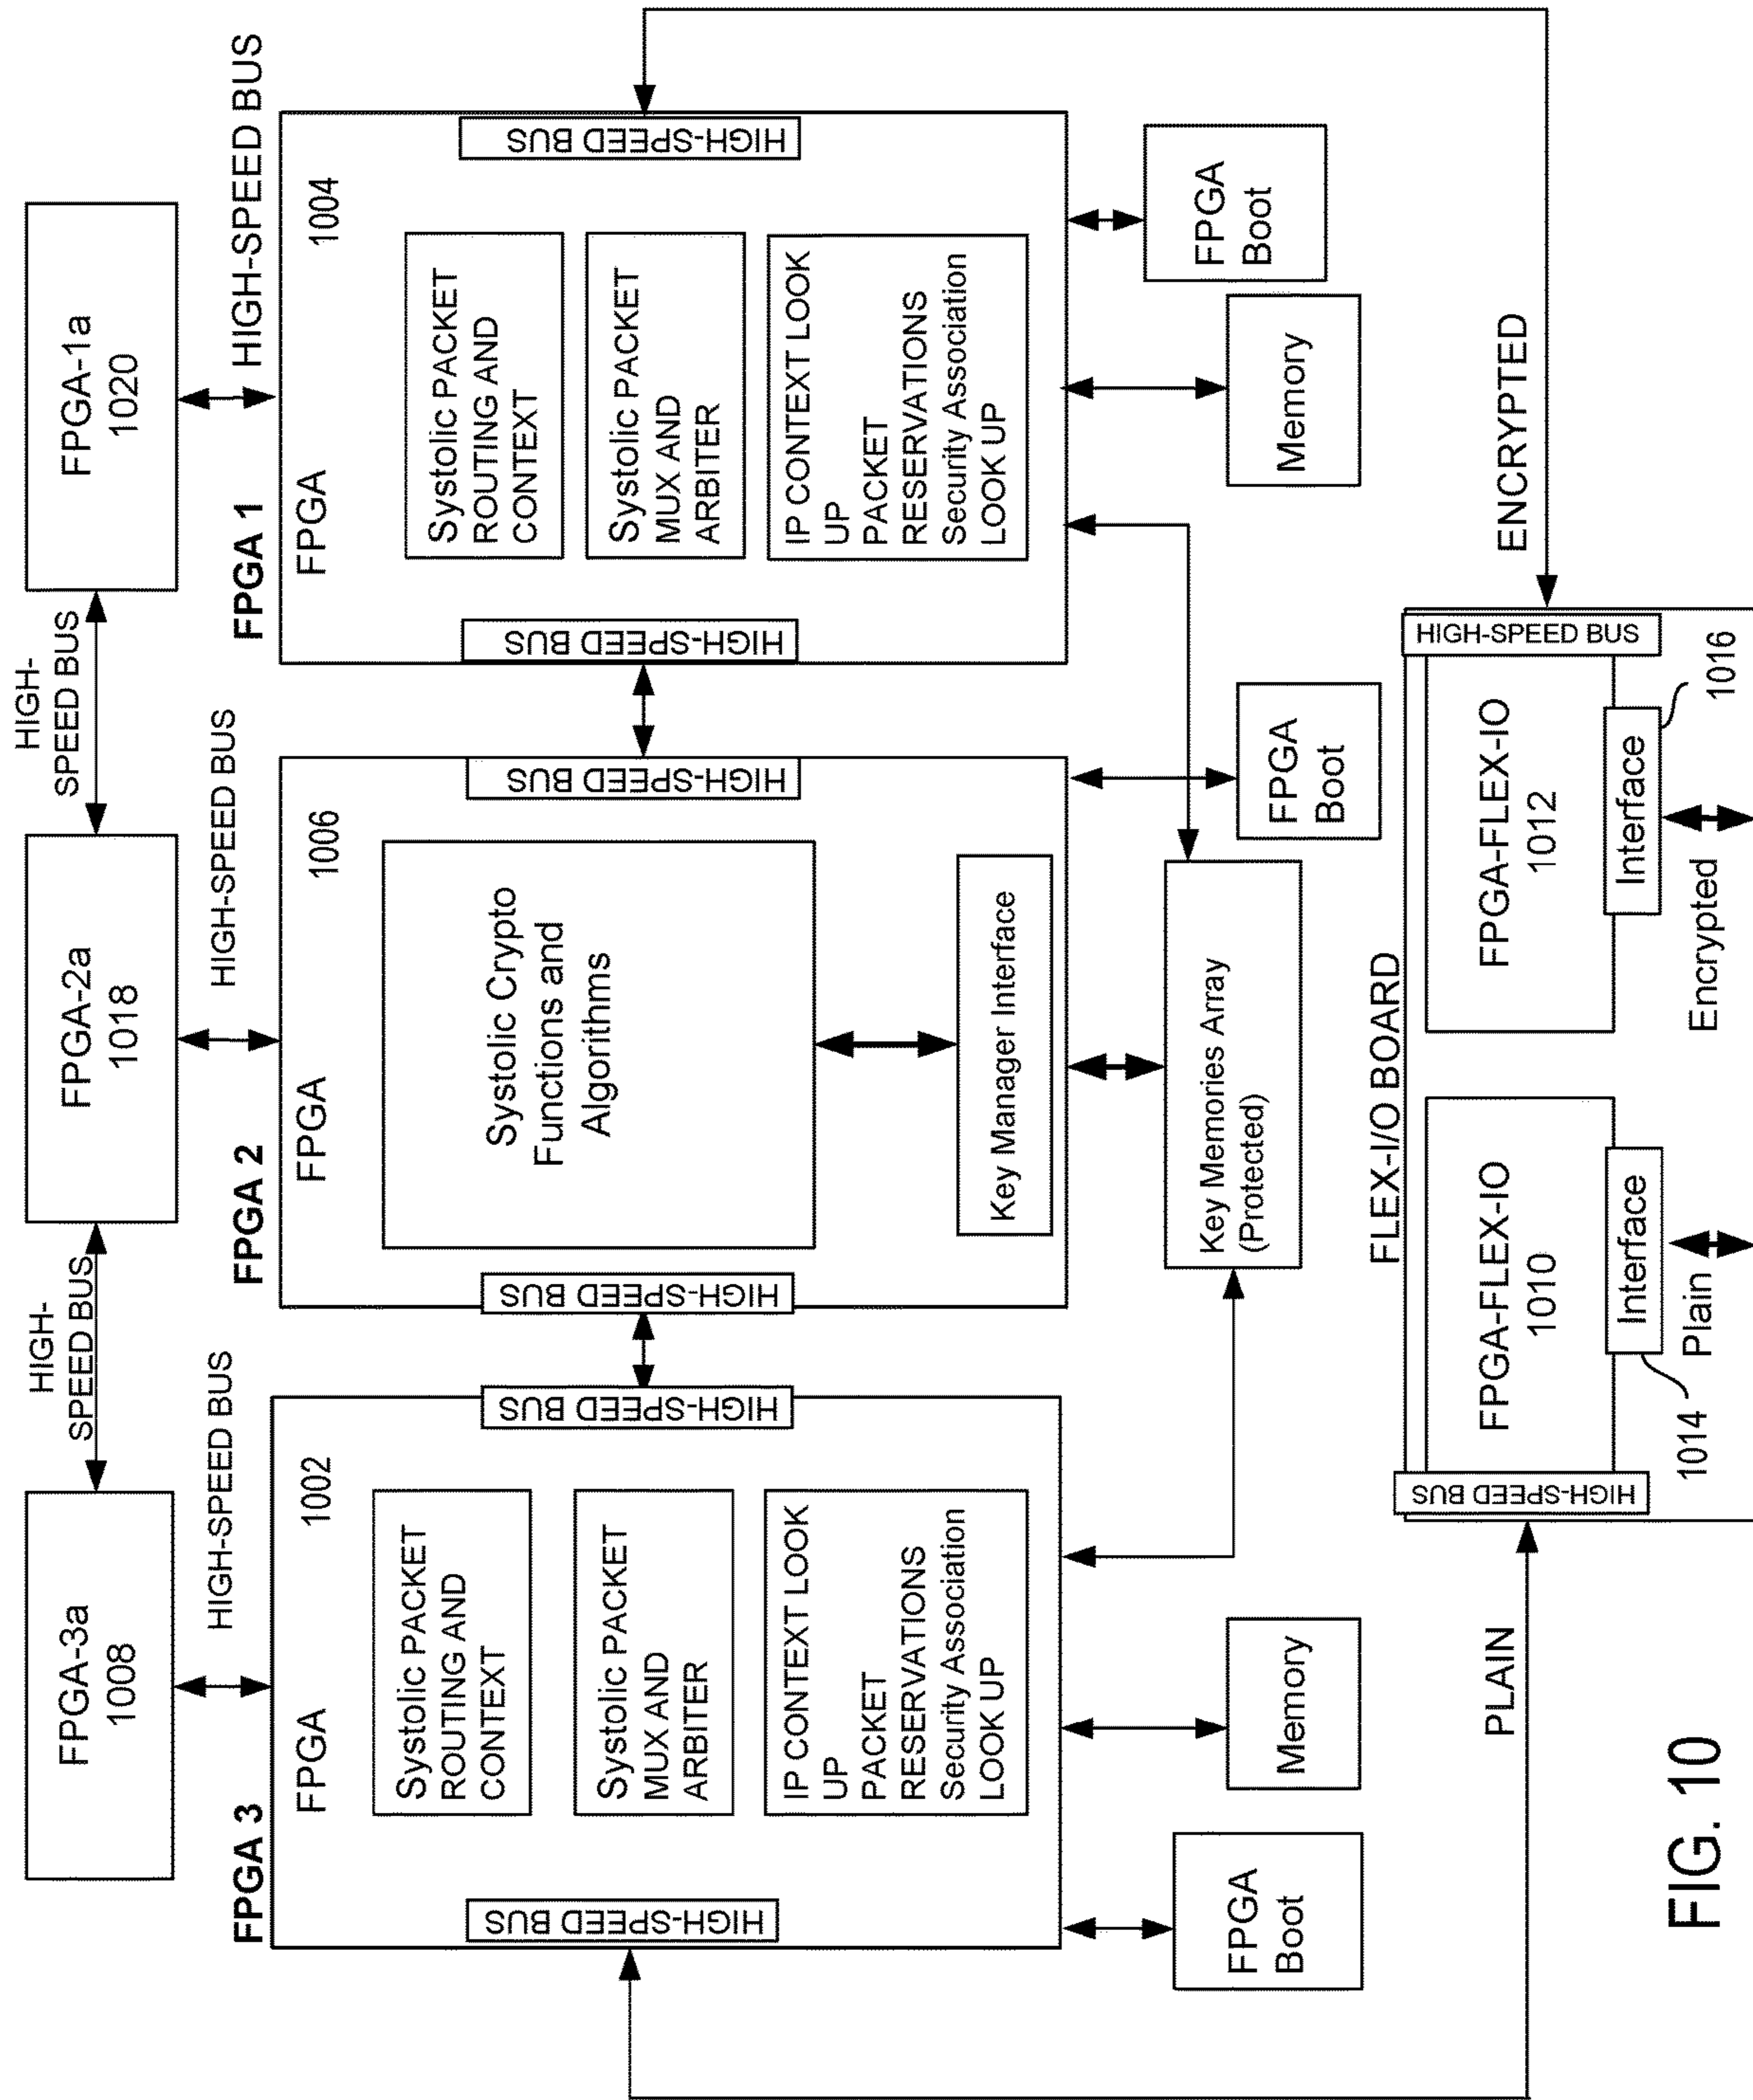 HIGH-
SPEED BUS
HIGH-
SPEED BUS
FPGA-3a
1008
FPGA-2a
1018
FPGA-1a
1020
HIGH-SPEED BUS
HIGH-SPEED BUS
HIGH-SPEED BUS
FPGA 3
FPGA
1002
HIGH-SPEED BUS
HIGH-SPEED BUS
Systolic PACKET
ROUTING AND
CONTEXT
Systolic PACKET
MUX AND
ARBITER
IP CONTEXT LOOK
UP
PACKET
RESERVATIONS
Security Association
LOOK UP
FPGA 2
FPGA
1006
HIGH-SPEED BUS
HIGH-SPEED BUS
Systolic Crypto
Functions and
Algorithms
Key Manager Interface
FPGA 1
FPGA
1004
HIGH-SPEED BUS
HIGH-SPEED BUS
Systolic PACKET
ROUTING AND
CONTEXT
Systolic PACKET
MUX AND
ARBITER
IP CONTEXT LOOK
UP
PACKET
RESERVATIONS
Security Association
LOOK UP
FPGA
Boot
Memory
Key Memories Array
(Protected)
FPGA
Boot
Memory
FPGA
Boot
PLAIN
ENCRYPTED
FLEX-I/O BOARD
HIGH-SPEED BUS
FPGA-FLEX-IO
1010
FPGA-FLEX-IO
1012
HIGH-SPEED BUS
Interface
Interface
1014
Plain
Encrypted
1016
FIG. 10